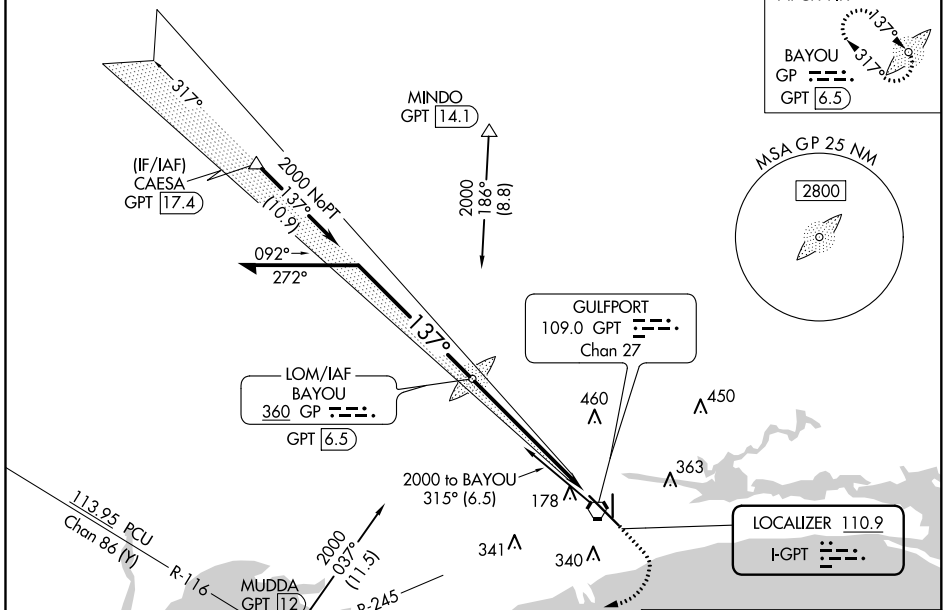 137°
317°
BAYOU
GP
GPT 6.5
MSA GP 25 NM
2800
317°
MINDO
GPT 14.1
2000
186°
(8.8)
(IF/IAF)
CAESA
GPT 17.4
2000 NoPT
137°
(10.9)
092°
272°
137°
GULFPORT
109.0 GPT
Chan 27
LOM/IAF
BAYOU
360 GP
GPT 6.5
460
450
363
2000 to BAYOU
315° (6.5)
178
341
340
LOCALIZER 110.9
I-GPT
113.95 PCU
Chan 86 (Y)
R-116
2000
037°
(11.5)
MUDDA
GPT 12
R-245